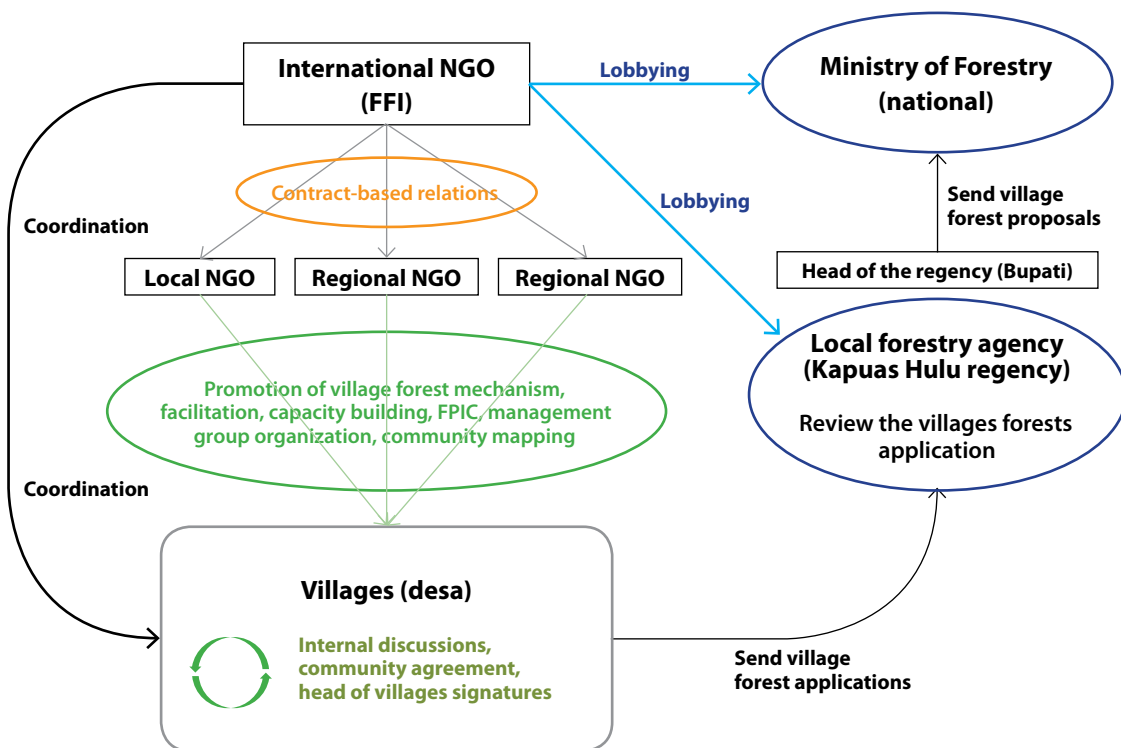 International NGO
(FFI)
Lobbying
Ministry of Forestry
(national)
Contract-based relations
Lobbying
Send village
forest proposals
Coordination
Local NGO
Regional NGO
Regional NGO
Head of the regency (Bupati)
Local forestry agency
(Kapuas Hulu regency)
Review the villages forests
application
Promotion of village forest mechanism,
facilitation, capacity building, FPIC, management
group organization, community mapping
Coordination
Villages (desa)
Internal discussions,
community agreement,
head of villages signatures
Send village
forest applications